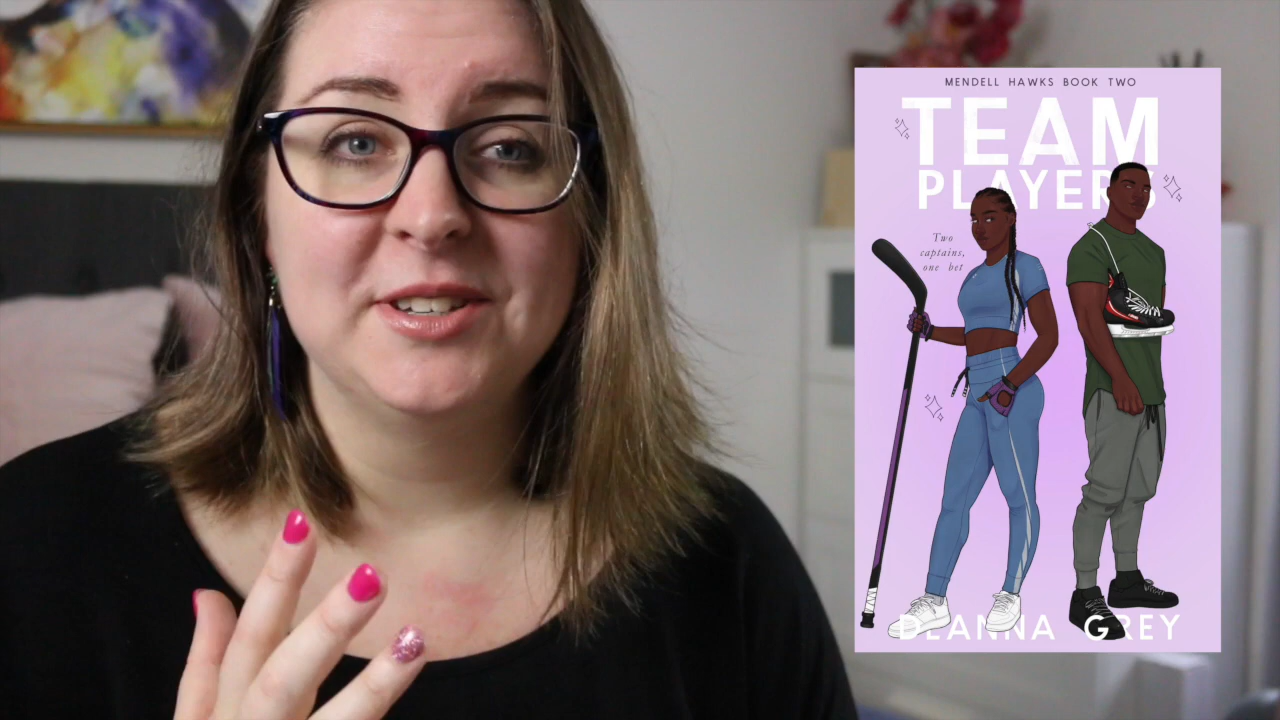 MENDELL HAWKS BOOK TWO
TEAM
PLAYERS
Two
captains,
one bet
DEANNA GREY